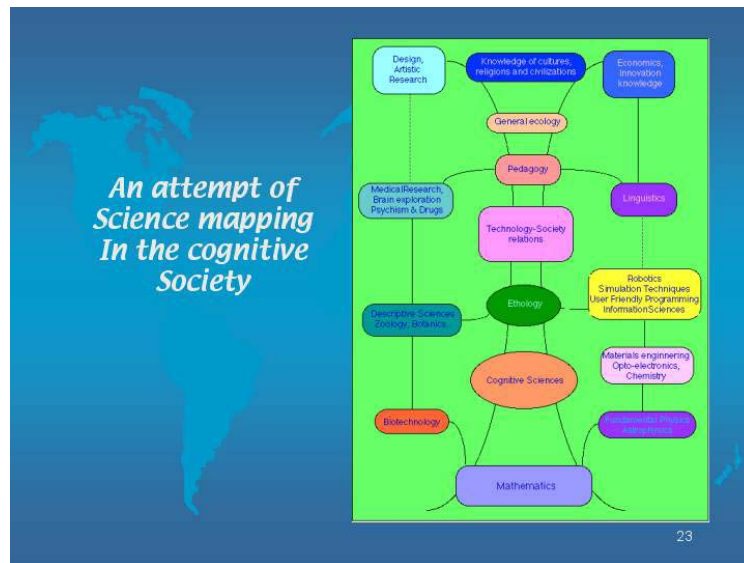 An attempt of
Science mapping
In the cognitive
Society
Design,
Artistic
Research
Knowledge of cultures,
religions and civilizations
Economics,
Innovation
knowledge
General ecology
Pedagogy
MedicalResearch,
Brain exploration
Psychism & Drugs
Linguistics
Technology-Society
relations
Robotics
Simulation Techniques
User Friendly Programming
InformationSciences
Ethology
Descriptive Sciences
Zoology, Botanics...
Materials enginnering
Opto-electronics,
Chemistry
Cognitive Sciences
Biotechnology
Fundamental Physics
Astrophysics
Mathematics
23